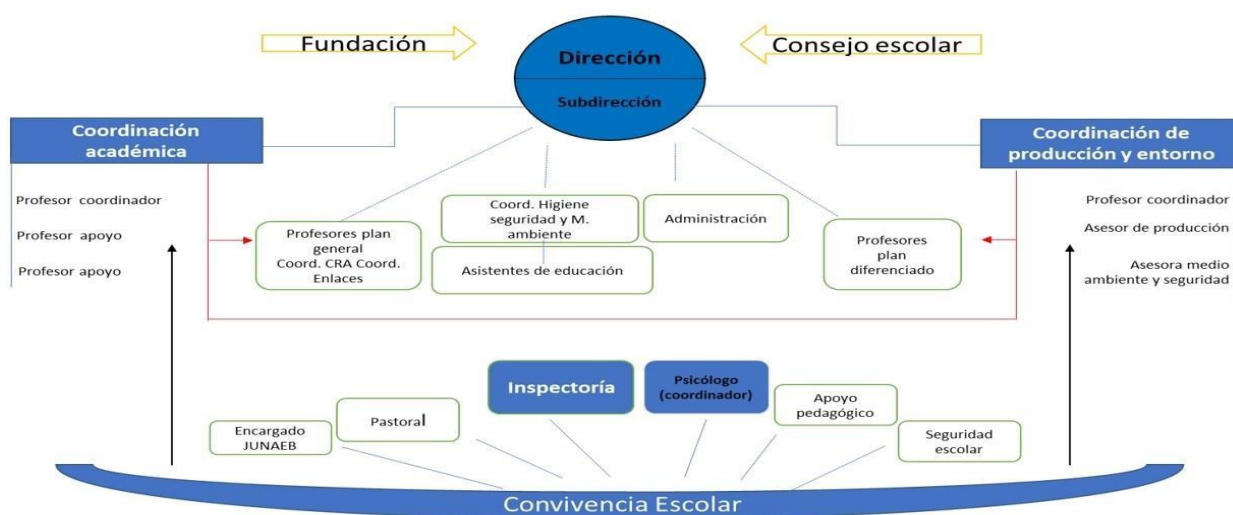 Fundación
Consejo escolar
Dirección
Subdirección
Coordinación
académica
Coordinación de
producción y entorno
Profesor coordinador
Profesor apoyo
Profesor apoyo
Profesores plan
general
Coord. CRA Coord.
Enlaces
Coord. Higiene
seguridad y M.
ambiente
Asistentes de educación
Administración
Profesores
plan
diferenciado
Profesor coordinador
Asesor de producción
Asesora medio
ambiente y seguridad
Encargado
JUNAEB
Pastoral
Inspectoría
Psicólogo
(coordinador)
Apoyo
pedagógico
Seguridad
escolar
Convivencia Escolar